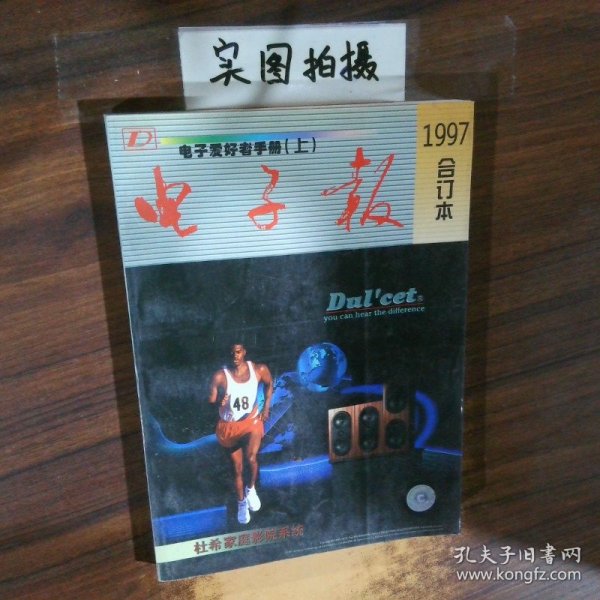 实图拍摄
电子爱好者手册(上)
电子报
1997
合订本
Dul'cet®
you can hear the difference
48
杜希家庭影院系统
孔夫子旧书网
www.kongfz.com